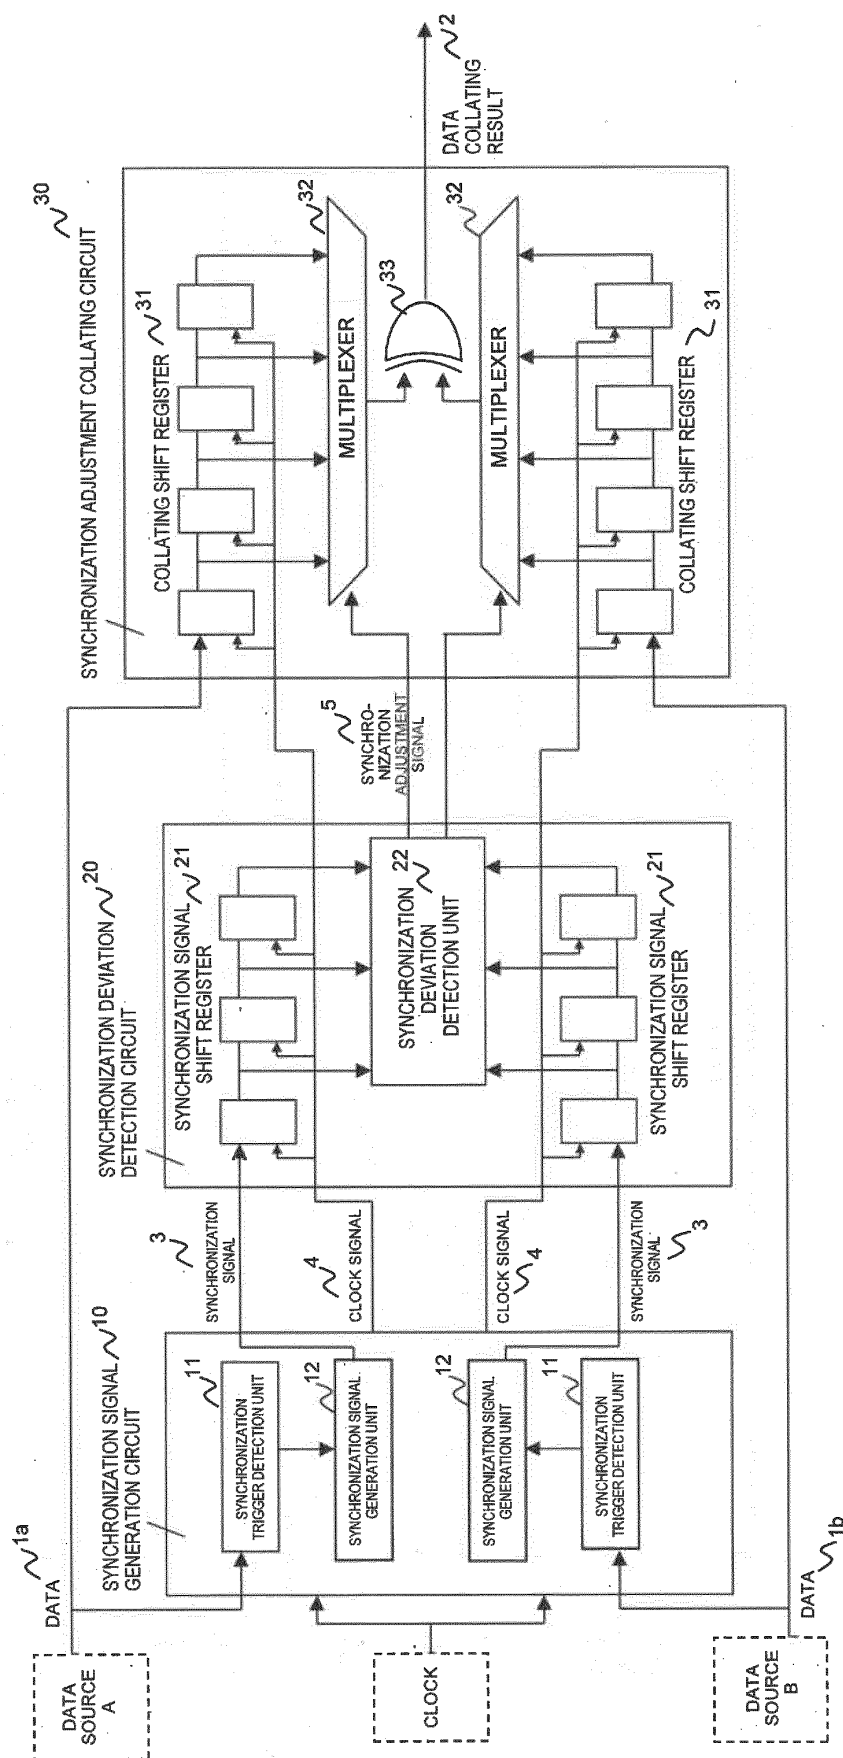 DATA
SOURCE
A
CLOCK
DATA
SOURCE
B
DATA
1a
DATA
1b
SYNCHRONIZATION SIGNAL
GENERATION CIRCUIT
10
SYNCHRONIZATION
TRIGGER DETECTION UNIT
11
SYNCHRONIZATION SIGNAL
GENERATION UNIT
12
SYNCHRONIZATION SIGNAL
GENERATION UNIT
12
SYNCHRONIZATION
TRIGGER DETECTION UNIT
11
SYNCHRONIZATION
SIGNAL
3
CLOCK SIGNAL
4
CLOCK SIGNAL
4
SYNCHRONIZATION
SIGNAL
3
SYNCHRONIZATION DEVIATION
DETECTION CIRCUIT
20
SYNCHRONIZATION SIGNAL
SHIFT REGISTER
21
SYNCHRONIZATION
DEVIATION
DETECTION UNIT
22
SYNCHRONIZATION SIGNAL
SHIFT REGISTER
21
SYNCHRO-
NIZATION
ADJUSTMENT
SIGNAL
5
SYNCHRONIZATION ADJUSTMENT COLLATING CIRCUIT
30
COLLATING SHIFT REGISTER
31
MULTIPLEXER
32
33
MULTIPLEXER
32
COLLATING SHIFT REGISTER
31
DATA
COLLATING
RESULT
2